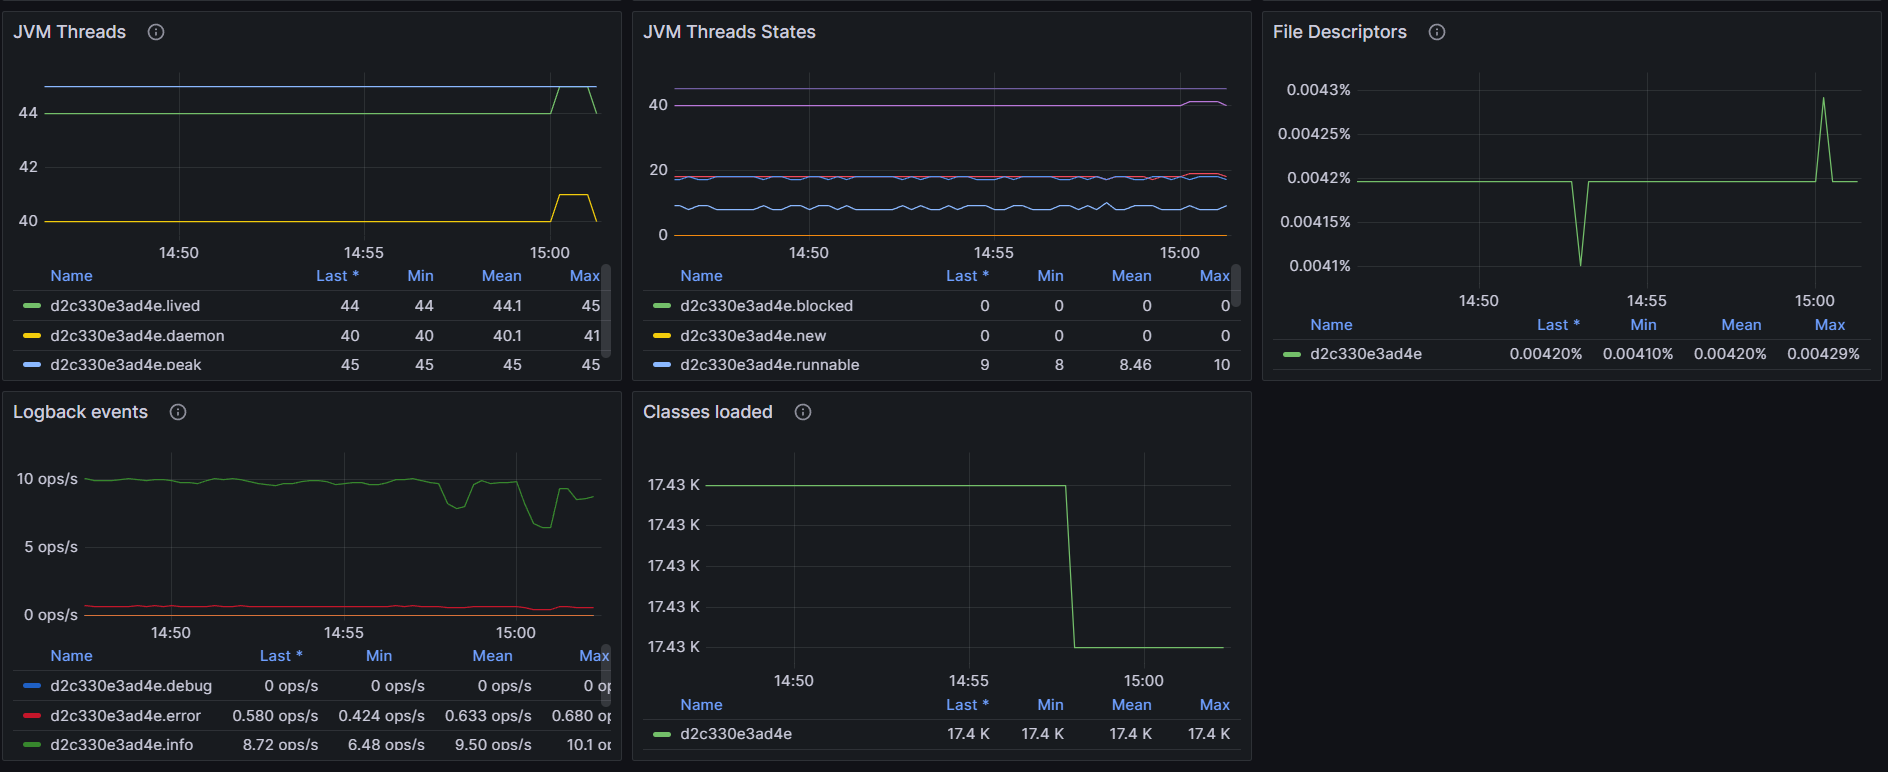 JVM Threads
44
42
40
14:50 14:55 15:00
Name Last * Min Mean Max
d2c330e3ad4e.lived 44 44 44.1 45
d2c330e3ad4e.daemon 40 40 40.1 41
d2c330e3ad4e.peak 45 45 45 45
JVM Threads States
40
20
0
14:50 14:55 15:00
Name Last * Min Mean Max
d2c330e3ad4e.blocked 0 0 0 0
d2c330e3ad4e.new 0 0 0 0
d2c330e3ad4e.runnable 9 8 8.46 10
File Descriptors
0.0043%
0.00425%
0.0042%
0.00415%
0.0041%
14:50 14:55 15:00
Name Last * Min Mean Max
d2c330e3ad4e 0.00420% 0.00410% 0.00420% 0.00429%
Logback events
10 ops/s
5 ops/s
0 ops/s
14:50 14:55 15:00
Name Last * Min Mean Max
d2c330e3ad4e.debug 0 ops/s 0 ops/s 0 ops/s 0 op
d2c330e3ad4e.error 0.580 ops/s 0.424 ops/s 0.633 ops/s 0.680 op
d2c330e3ad4e.info 8.72 ops/s 6.48 ops/s 9.50 ops/s 10.1 op
Classes loaded
17.43 K
17.43 K
17.43 K
17.43 K
17.43 K
14:50 14:55 15:00
Name Last * Min Mean Max
d2c330e3ad4e 17.4 K 17.4 K 17.4 K 17.4 K